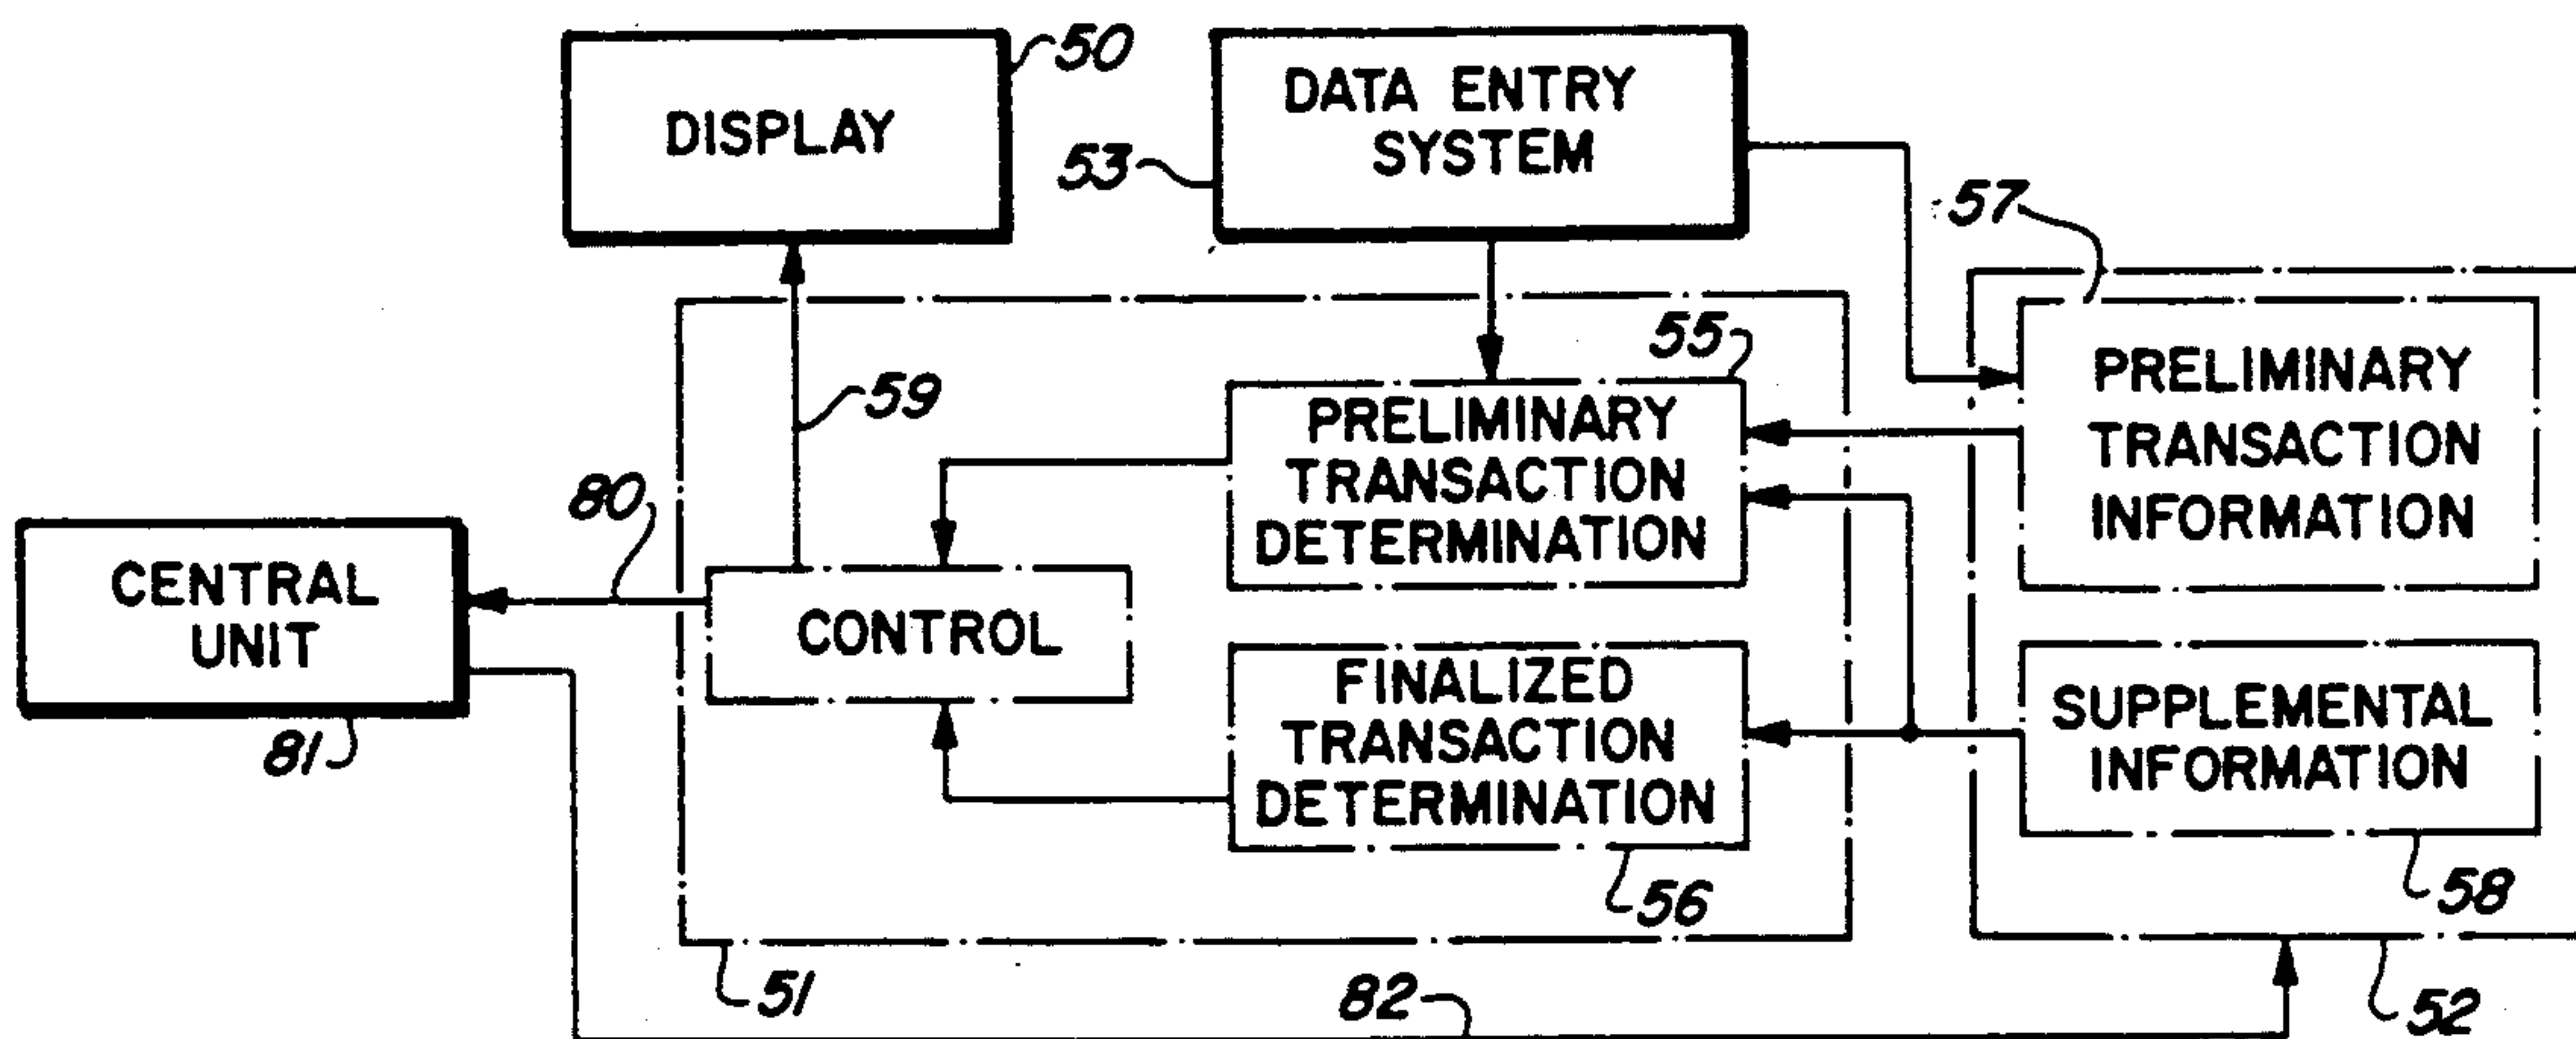 DISPLAY
50
DATA ENTRY
SYSTEM
53
57
55
PRELIMINARY
TRANSACTION
INFORMATION
59
PRELIMINARY
TRANSACTION
DETERMINATION
80
CENTRAL
UNIT
81
CONTROL
FINALIZED
TRANSACTION
DETERMINATION
56
SUPPLEMENTAL
INFORMATION
58
51
82
52